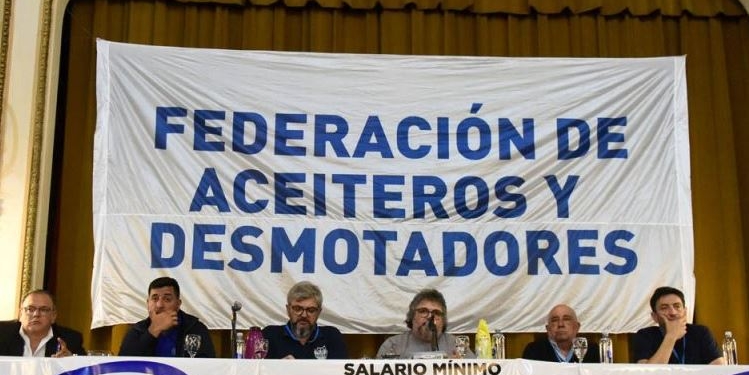 FEDERACIÓN DE
ACEITEROS Y
DESMOTADORES
SALARIO MÍNIMO